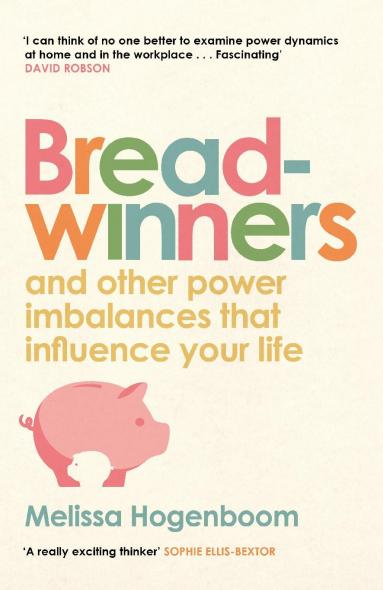 ‘I can think of no one better to examine power dynamics
at home and in the workplace . . . Fascinating’
DAVID ROBSON
Bread-
winners
and other power
imbalances that
influence your life
Melissa Hogenboom
‘A really exciting thinker’ SOPHIE ELLIS-BEXTOR